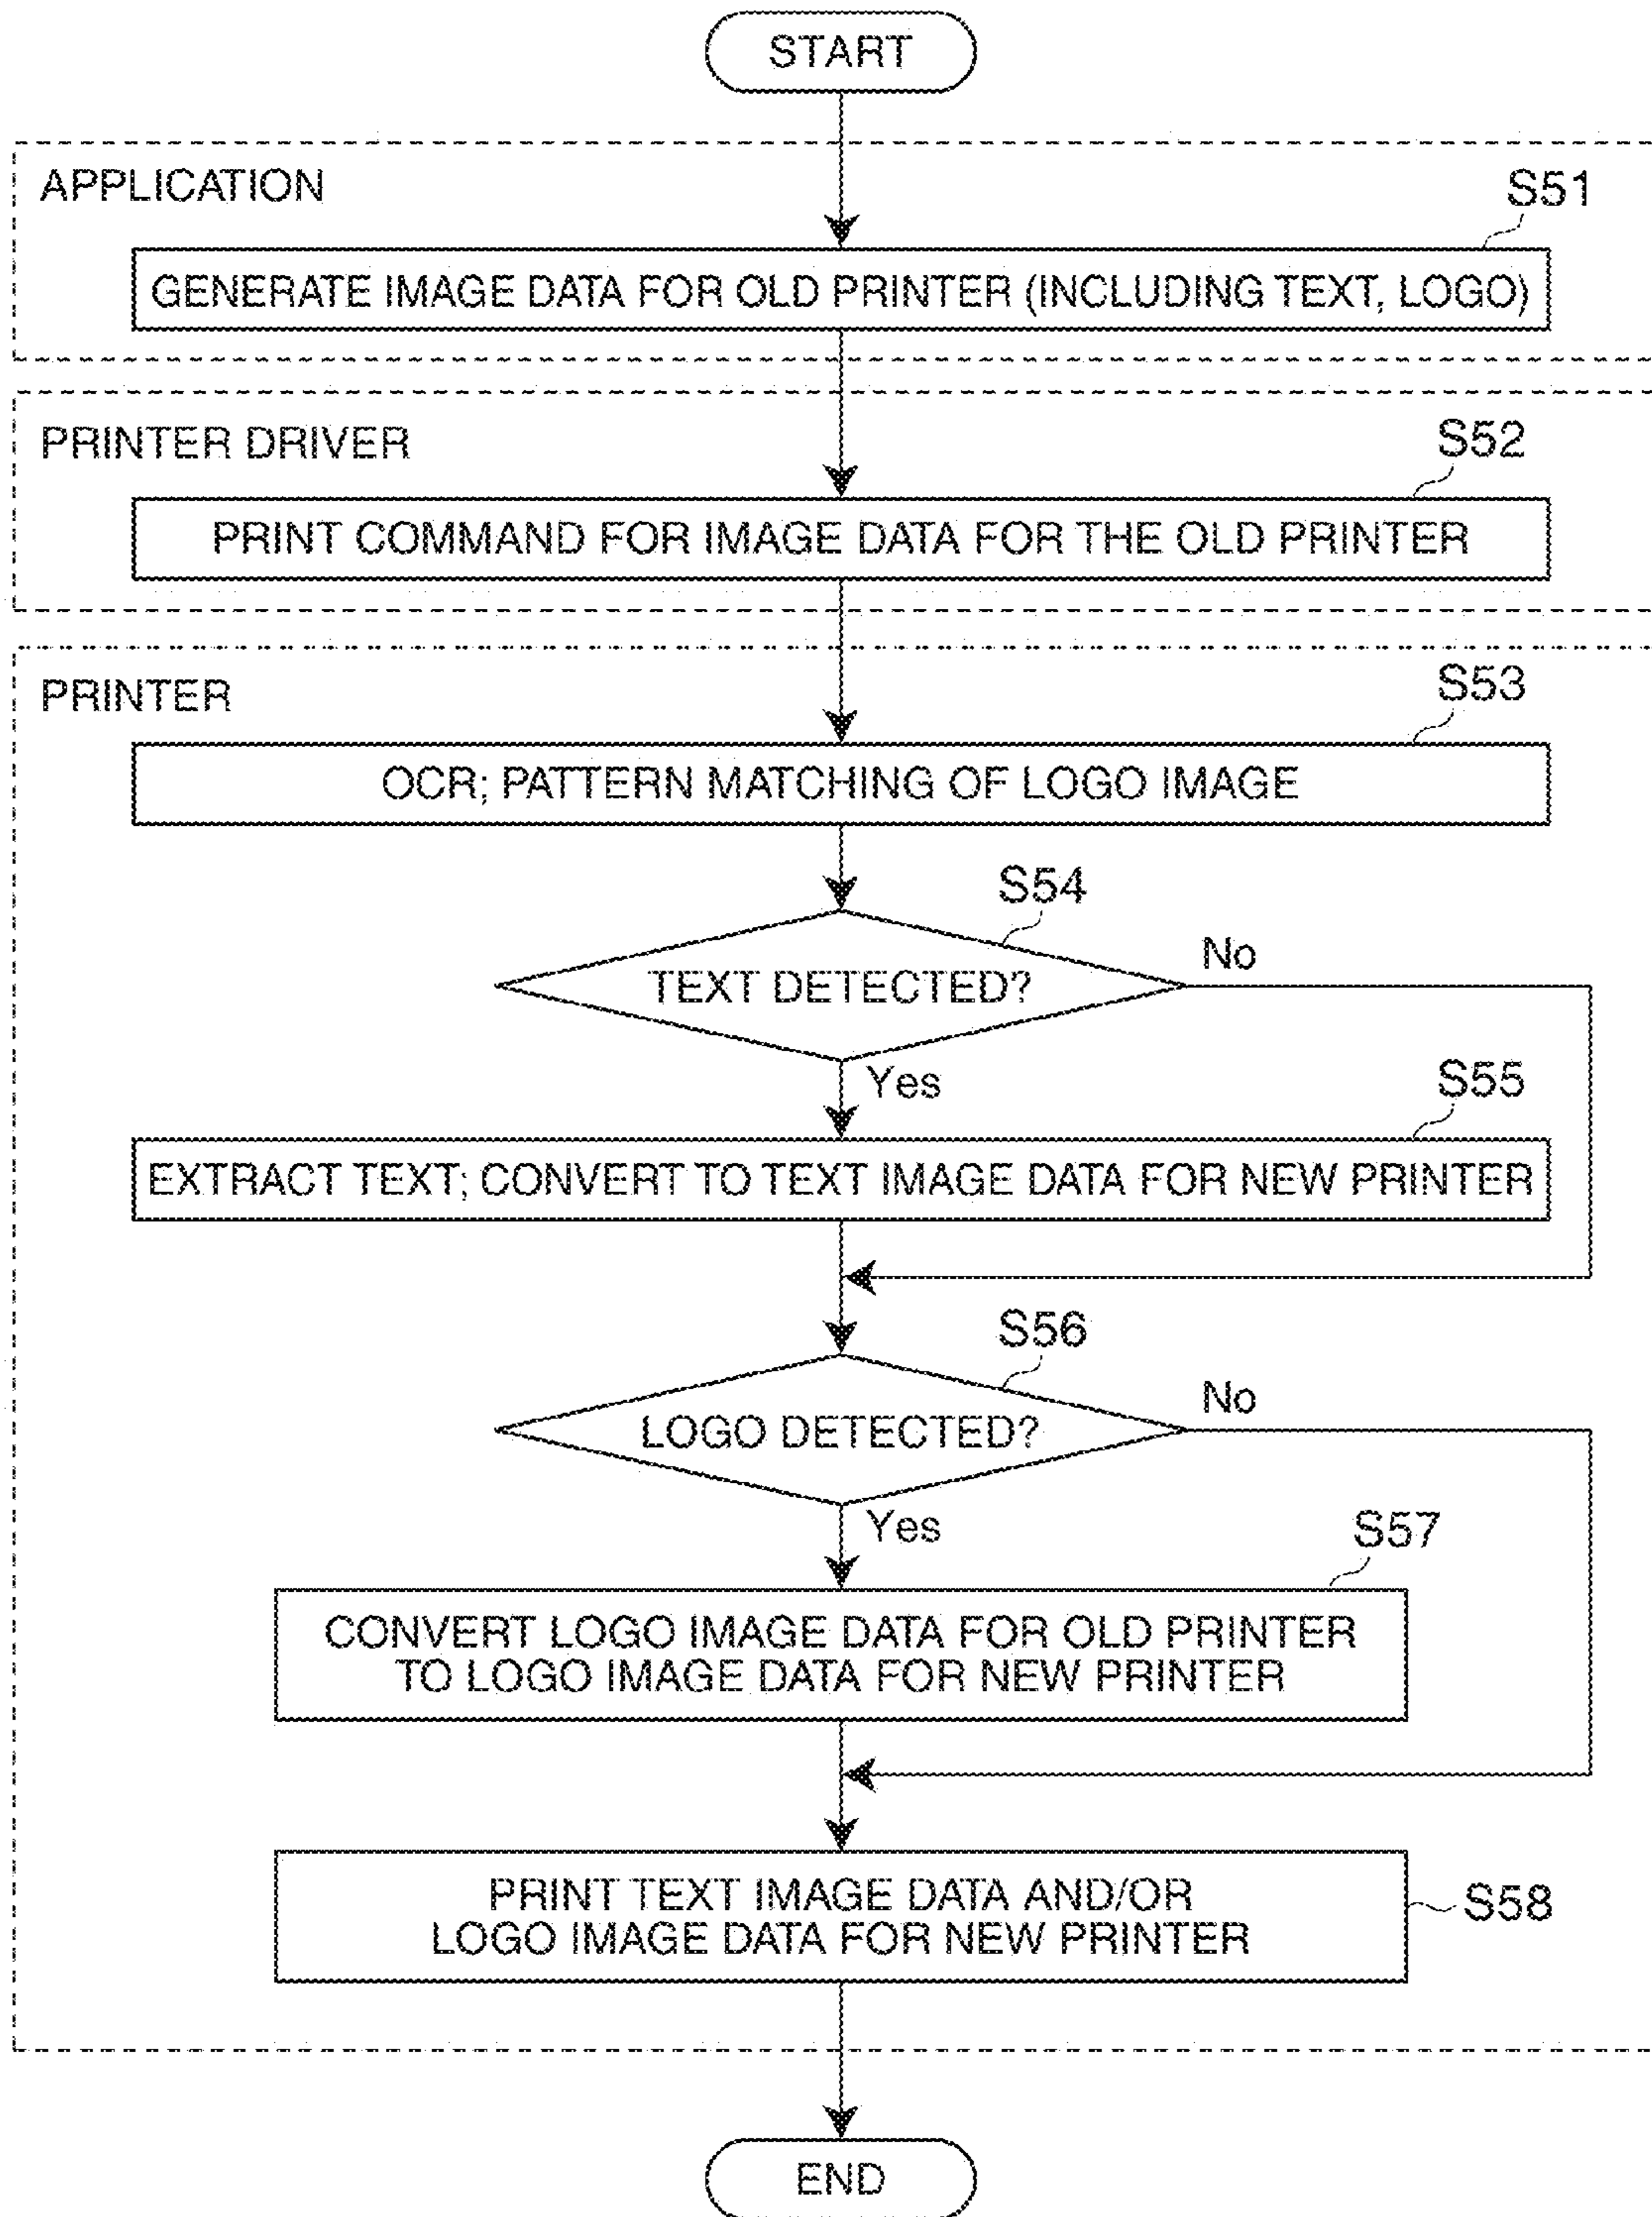 START
APPLICATION
S51
GENERATE IMAGE DATA FOR OLD PRINTER (INCLUDING TEXT, LOGO)
PRINTER DRIVER
S52
PRINT COMMAND FOR IMAGE DATA FOR THE OLD PRINTER
PRINTER
S53
OCR; PATTERN MATCHING OF LOGO IMAGE
S54
TEXT DETECTED?
No
Yes
S55
EXTRACT TEXT; CONVERT TO TEXT IMAGE DATA FOR NEW PRINTER
S56
LOGO DETECTED?
No
Yes
S57
CONVERT LOGO IMAGE DATA FOR OLD PRINTER
TO LOGO IMAGE DATA FOR NEW PRINTER
PRINT TEXT IMAGE DATA AND/OR
LOGO IMAGE DATA FOR NEW PRINTER
S58
END